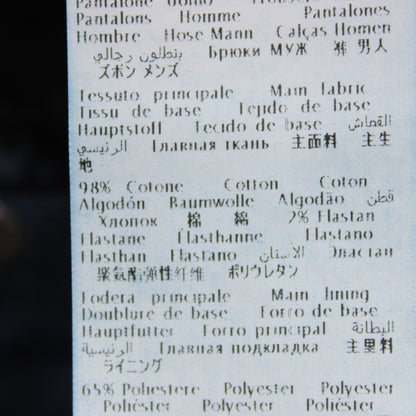 Pantalone Uomo
Pantalons Homme Pantalones
Hombre Hose Mann Calças Homen
بنطلون رجالي Брюки МУЖ 裤 男人
ズボン メンズ
Tessuto principale Main fabric
Tissu de base Tejido de base
Hauptstoff Tecido de base القماش
الرئيسي Главная ткань 主面料 主生
地
98% Cotone Cotton Coton
Algodón Baumwolle Algodão قطن
Хлопок 棉 綿 2% Elastan
Elastane Elasthanne Elastano
Elasthan Elastano الاستان Эластан
聚氨酯弹性纤维 ポリウレタン
Fodera principale Main lining
Doublure de base Forro de base
Hauptfutter Forro principal البطانة
الرئيسية Главная подкладка 主里料
ライニング
65% Poliestere Polyester Polyester
Poliéster Polyester Poliéster